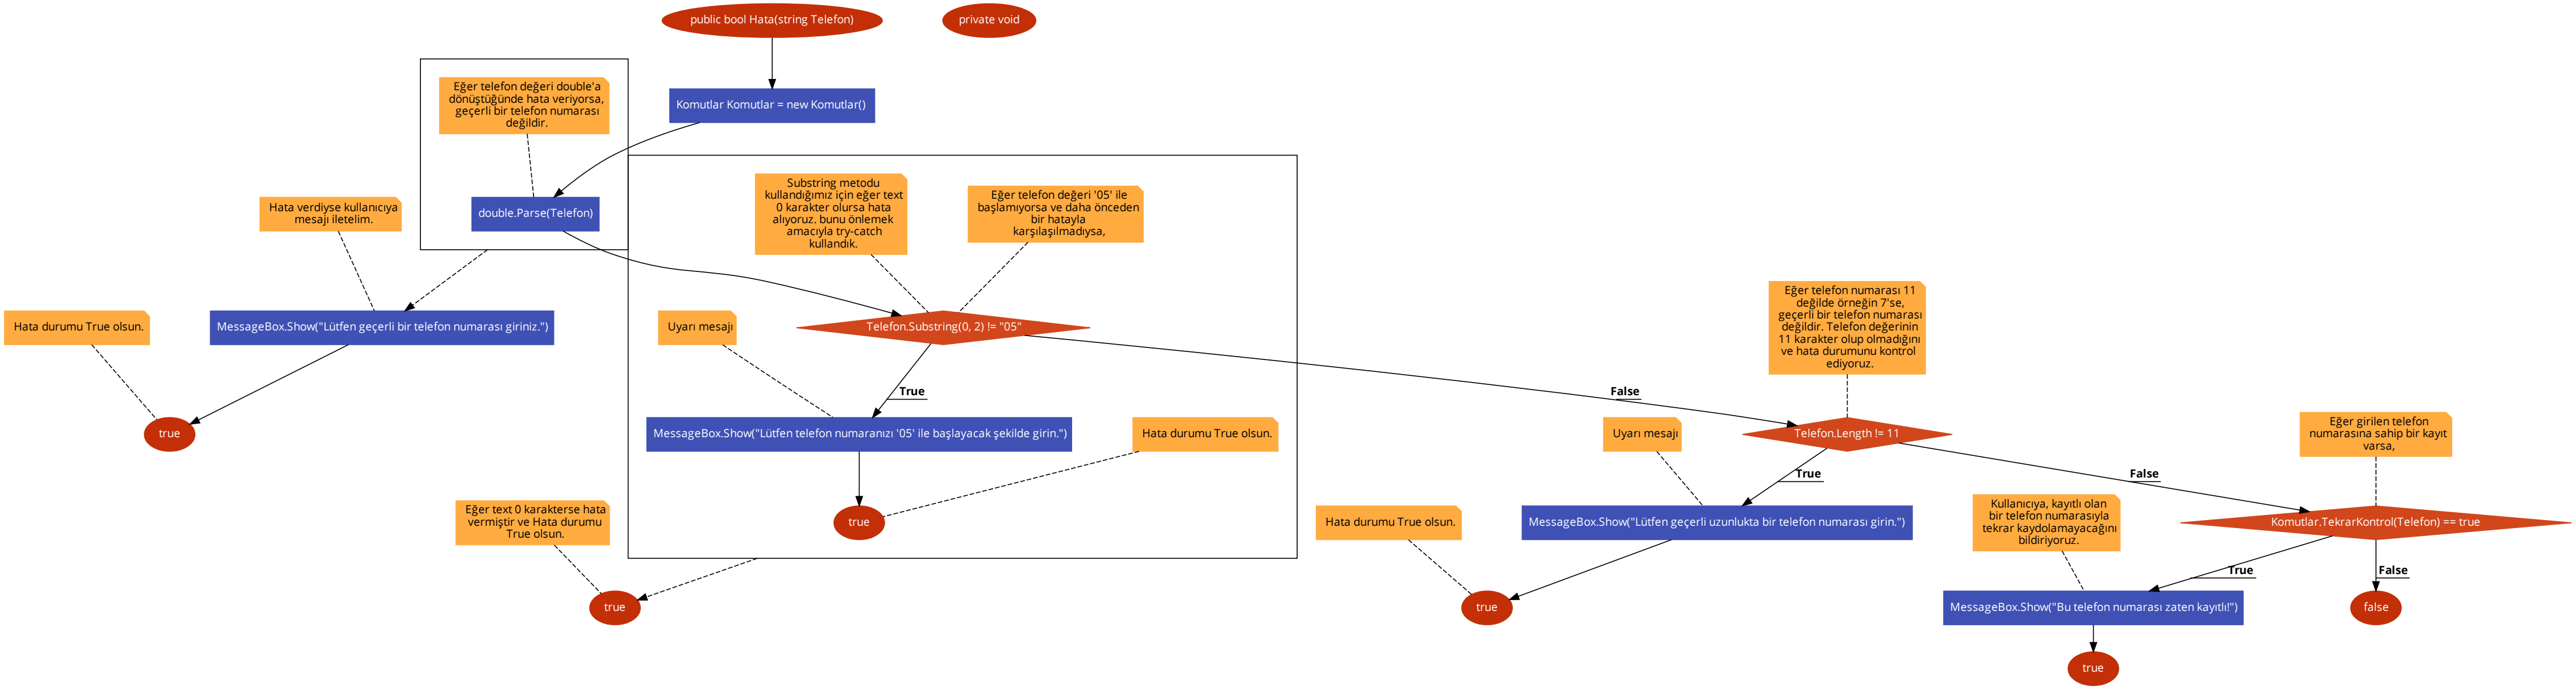 public bool Hata(string Telefon)
private void
Eğer telefon değeri double'a
dönüştüğünde hata veriyorsa,
geçerli bir telefon numarası
değildir.
Komutlar Komutlar = new Komutlar()
Hata verdiyse kullanıcıya
mesajı iletelim.
double.Parse(Telefon)
Substring metodu
kullandığımız için eğer text
0 karakter olursa hata
alıyoruz. bunu önlemek
amacıyla try-catch
kullandık.
Eğer telefon değeri '05' ile
başlamıyorsa ve daha önceden
bir hatayla
karşılaşılmadıysa,
Hata durumu True olsun.
MessageBox.Show("Lütfen geçerli bir telefon numarası giriniz.")
Uyarı mesajı
Telefon.Substring(0, 2) != "05"
Eğer telefon numarası 11
değilde örneğin 7'se,
geçerli bir telefon numarası
değildir. Telefon değerinin
11 karakter olup olmadığını
ve hata durumunu kontrol
ediyoruz.
True
False
true
MessageBox.Show("Lütfen telefon numaranızı '05' ile başlayacak şekilde girin.")
Hata durumu True olsun.
Uyarı mesajı
Telefon.Length != 11
Eğer girilen telefon
numarasına sahip bir kayıt
varsa,
True
False
Eğer text 0 karakterse hata
vermiştir ve Hata durumu
True olsun.
true
Hata durumu True olsun.
MessageBox.Show("Lütfen geçerli uzunlukta bir telefon numarası girin.")
Kullanıcıya, kayıtlı olan
bir telefon numarasıyla
tekrar kaydolamayacağını
bildiriyoruz.
Komutlar.TekrarKontrol(Telefon) == true
True
False
true
true
MessageBox.Show("Bu telefon numarası zaten kayıtlı!")
false
true